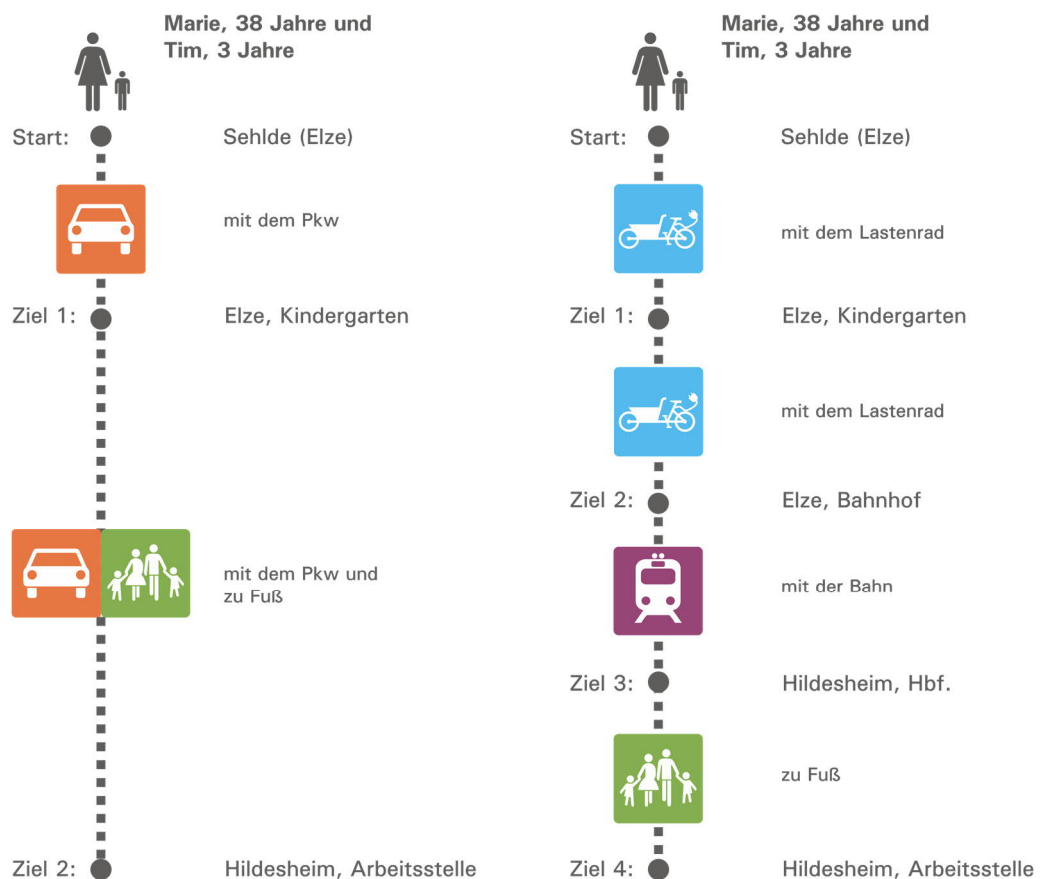 Marie, 38 Jahre und
Tim, 3 Jahre
Start: Sehlde (Elze)
mit dem Pkw
Ziel 1: Elze, Kindergarten
mit dem Pkw und
zu Fuß
Ziel 2: Hildesheim, Arbeitsstelle
Marie, 38 Jahre und
Tim, 3 Jahre
Start: Sehlde (Elze)
mit dem Lastenrad
Ziel 1: Elze, Kindergarten
mit dem Lastenrad
Ziel 2: Elze, Bahnhof
mit der Bahn
Ziel 3: Hildesheim, Hbf.
zu Fuß
Ziel 4: Hildesheim, Arbeitsstelle